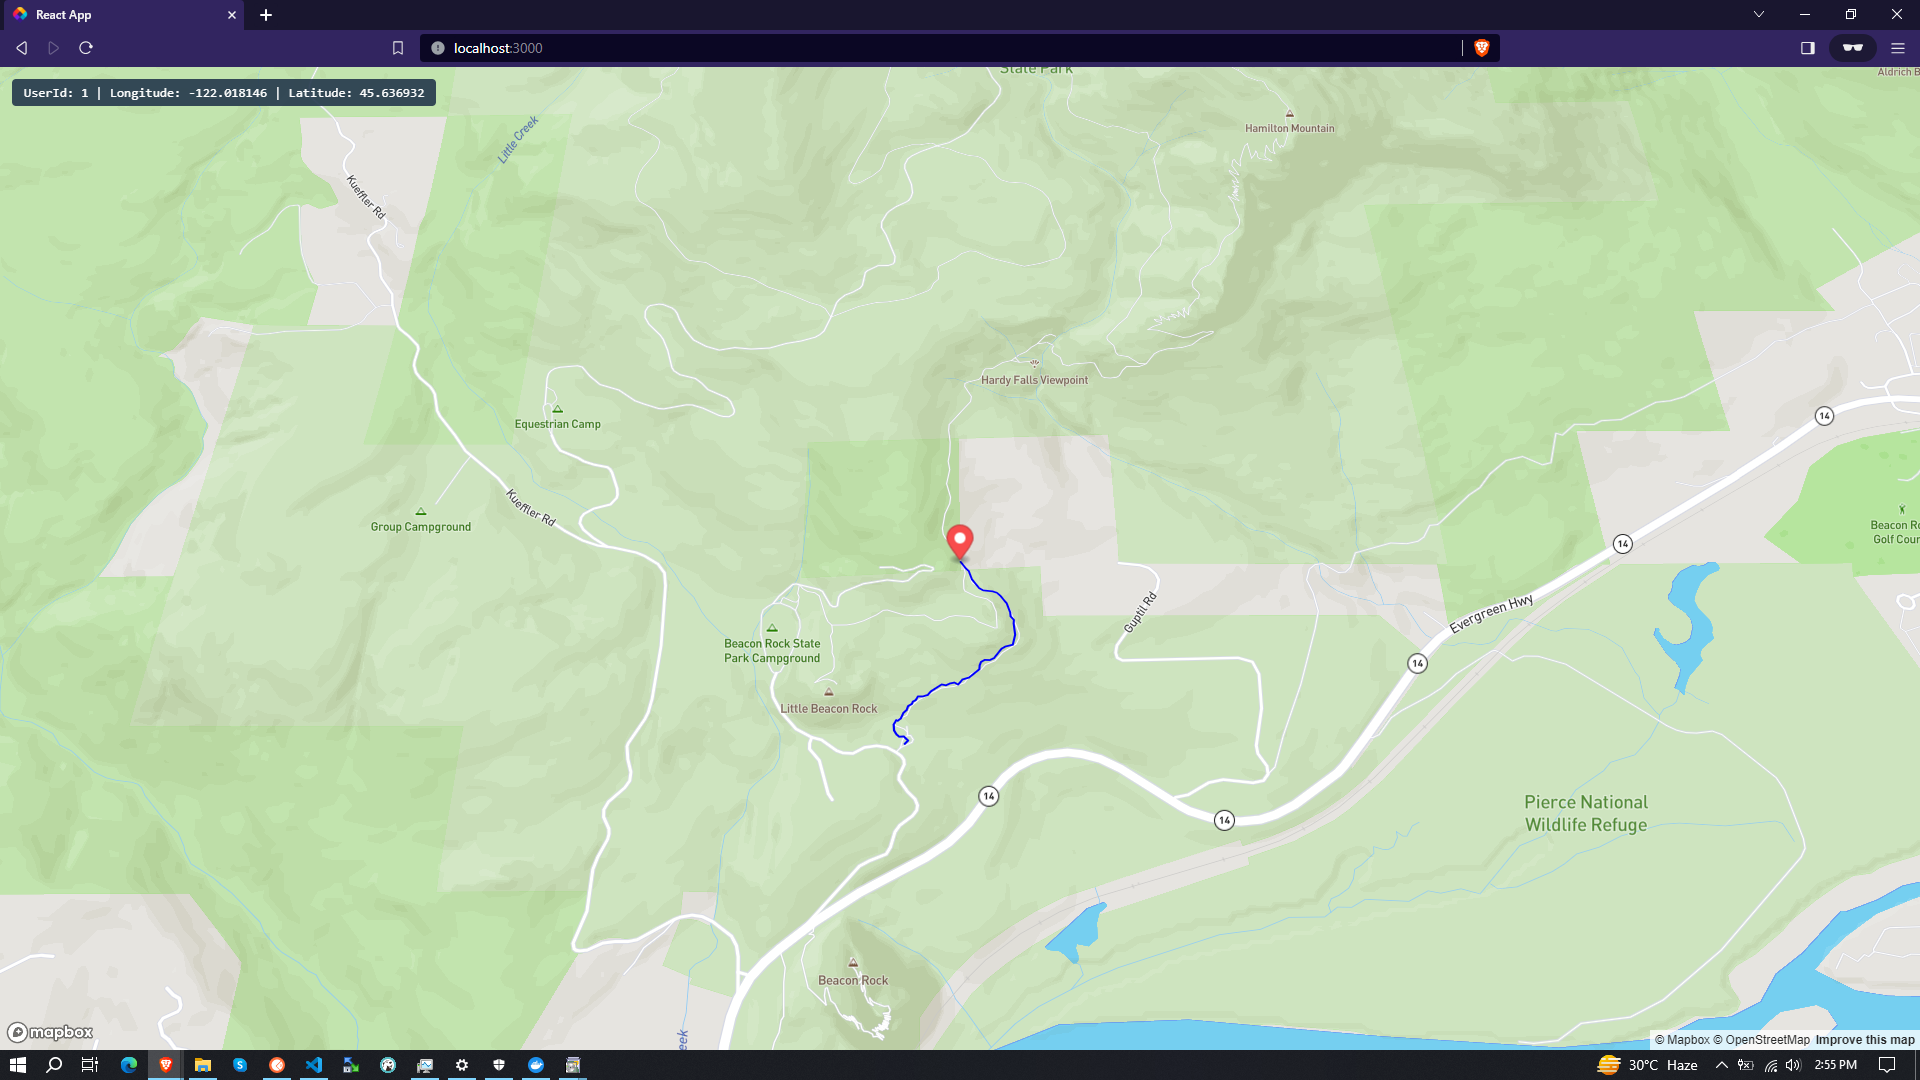 React App
localhost:3000
State Park
Aldrich B
UserId: 1 | Longitude: -122.018146 | Latitude: 45.636932
Little Creek
Hamilton Mountain
Kueffler Rd
Hardy Falls Viewpoint
Equestrian Camp
14
Kueffler Rd
Group Campground
Beacon Ro
Golf Cour
14
Guptil Rd
Evergreen Hwy
Beacon Rock State
Park Campground
14
Little Beacon Rock
14
14
Pierce National
Wildlife Refuge
Beacon Rock
eek
mapbox
© Mapbox © OpenStreetMap Improve this map
30°C Haze
2:55 PM